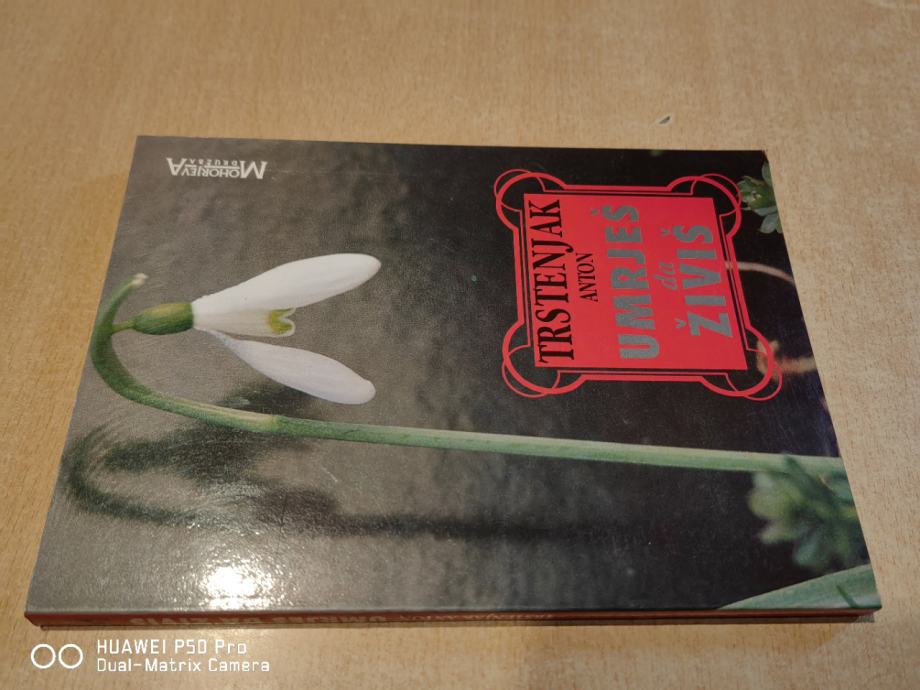 MOHORJEVA
DRUŽBA
TRSTENJAK
ANTON
UMRJEŠ
da
ŽIVIŠ
HUAWEI P50 Pro
Dual-Matrix Camera